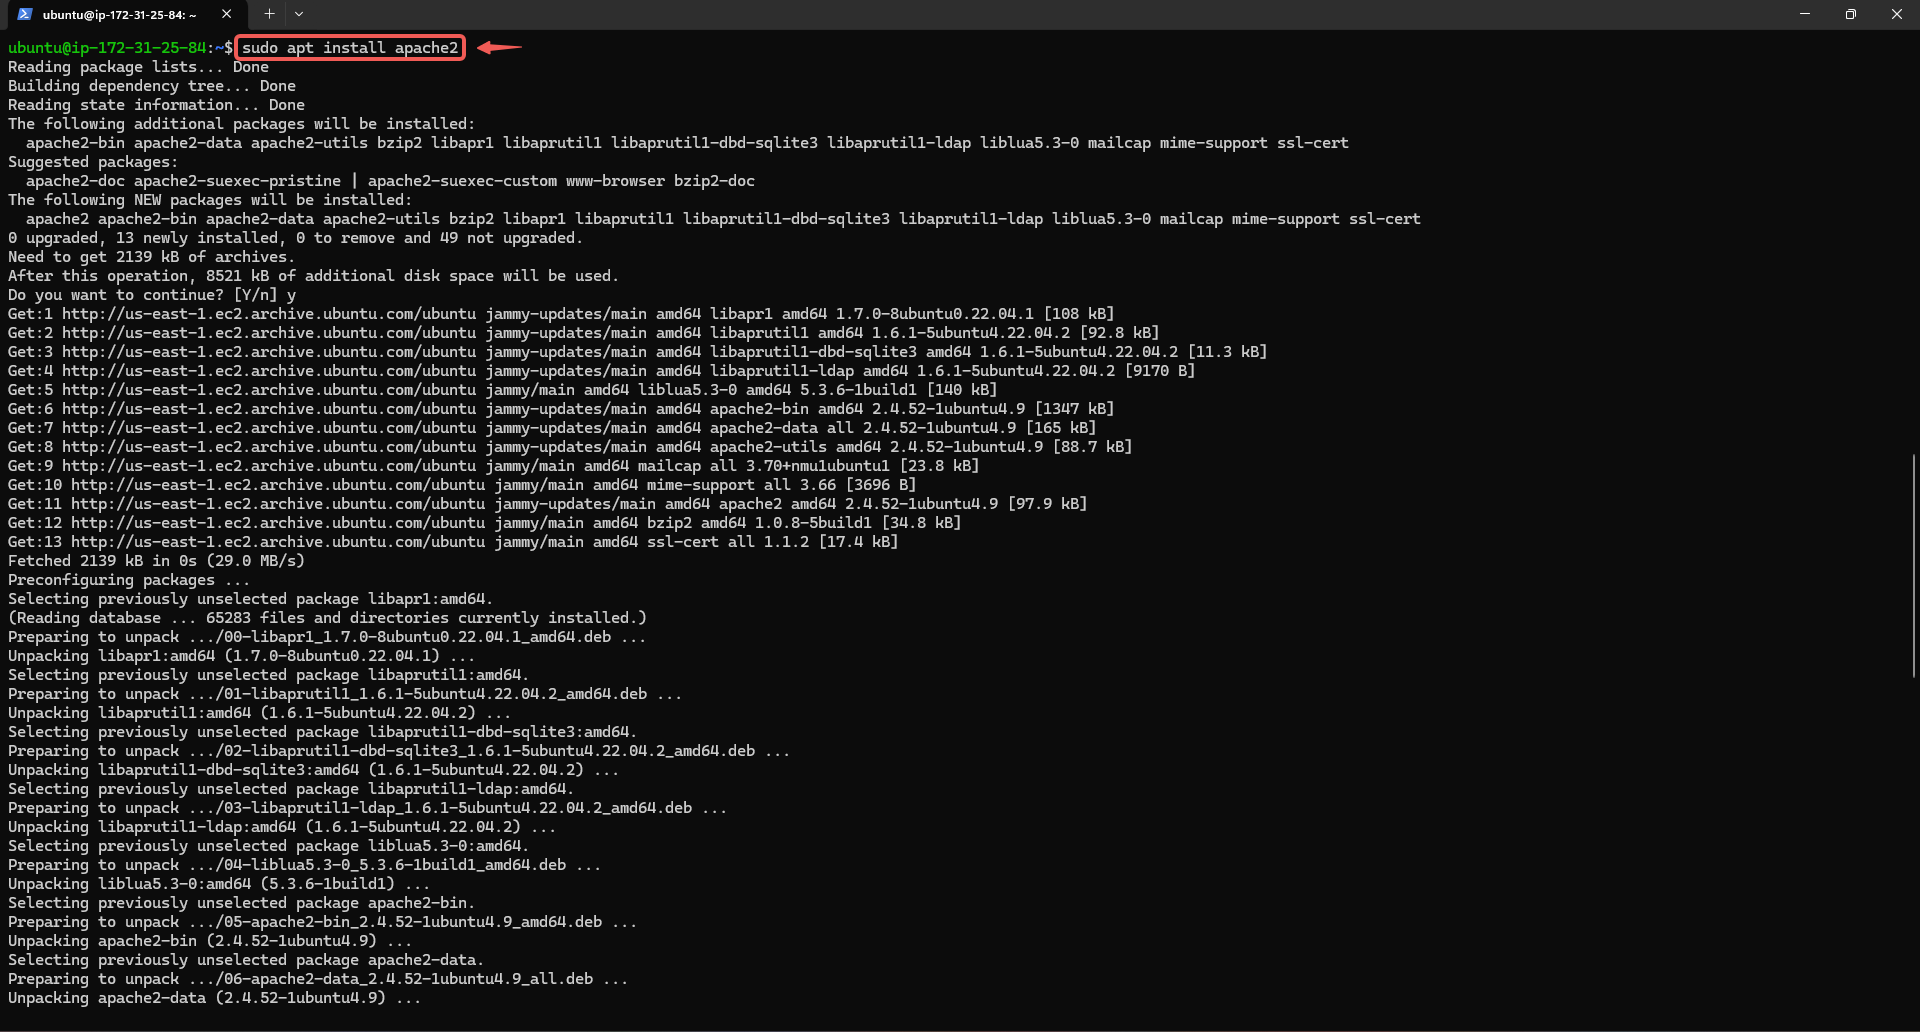 ubuntu@ip-172-31-25-84: ~
ubuntu@ip-172-31-25-84:~$ sudo apt install apache2
Reading package lists... Done
Building dependency tree... Done
Reading state information... Done
The following additional packages will be installed:
  apache2-bin apache2-data apache2-utils bzip2 libapr1 libaprutil1 libaprutil1-dbd-sqlite3 libaprutil1-ldap liblua5.3-0 mailcap mime-support ssl-cert
Suggested packages:
  apache2-doc apache2-suexec-pristine | apache2-suexec-custom www-browser bzip2-doc
The following NEW packages will be installed:
  apache2 apache2-bin apache2-data apache2-utils bzip2 libapr1 libaprutil1 libaprutil1-dbd-sqlite3 libaprutil1-ldap liblua5.3-0 mailcap mime-support ssl-cert
0 upgraded, 13 newly installed, 0 to remove and 49 not upgraded.
Need to get 2139 kB of archives.
After this operation, 8521 kB of additional disk space will be used.
Do you want to continue? [Y/n] y
Get:1 http://us-east-1.ec2.archive.ubuntu.com/ubuntu jammy-updates/main amd64 libapr1 amd64 1.7.0-8ubuntu0.22.04.1 [108 kB]
Get:2 http://us-east-1.ec2.archive.ubuntu.com/ubuntu jammy-updates/main amd64 libaprutil1 amd64 1.6.1-5ubuntu4.22.04.2 [92.8 kB]
Get:3 http://us-east-1.ec2.archive.ubuntu.com/ubuntu jammy-updates/main amd64 libaprutil1-dbd-sqlite3 amd64 1.6.1-5ubuntu4.22.04.2 [11.3 kB]
Get:4 http://us-east-1.ec2.archive.ubuntu.com/ubuntu jammy-updates/main amd64 libaprutil1-ldap amd64 1.6.1-5ubuntu4.22.04.2 [9170 B]
Get:5 http://us-east-1.ec2.archive.ubuntu.com/ubuntu jammy/main amd64 liblua5.3-0 amd64 5.3.6-1build1 [140 kB]
Get:6 http://us-east-1.ec2.archive.ubuntu.com/ubuntu jammy-updates/main amd64 apache2-bin amd64 2.4.52-1ubuntu4.9 [1347 kB]
Get:7 http://us-east-1.ec2.archive.ubuntu.com/ubuntu jammy-updates/main amd64 apache2-data all 2.4.52-1ubuntu4.9 [165 kB]
Get:8 http://us-east-1.ec2.archive.ubuntu.com/ubuntu jammy-updates/main amd64 apache2-utils amd64 2.4.52-1ubuntu4.9 [88.7 kB]
Get:9 http://us-east-1.ec2.archive.ubuntu.com/ubuntu jammy/main amd64 mailcap all 3.70+nmu1ubuntu1 [23.8 kB]
Get:10 http://us-east-1.ec2.archive.ubuntu.com/ubuntu jammy/main amd64 mime-support all 3.66 [3696 B]
Get:11 http://us-east-1.ec2.archive.ubuntu.com/ubuntu jammy-updates/main amd64 apache2 amd64 2.4.52-1ubuntu4.9 [97.9 kB]
Get:12 http://us-east-1.ec2.archive.ubuntu.com/ubuntu jammy/main amd64 bzip2 amd64 1.0.8-5build1 [34.8 kB]
Get:13 http://us-east-1.ec2.archive.ubuntu.com/ubuntu jammy/main amd64 ssl-cert all 1.1.2 [17.4 kB]
Fetched 2139 kB in 0s (29.0 MB/s)
Preconfiguring packages ...
Selecting previously unselected package libapr1:amd64.
(Reading database ... 65283 files and directories currently installed.)
Preparing to unpack .../00-libapr1_1.7.0-8ubuntu0.22.04.1_amd64.deb ...
Unpacking libapr1:amd64 (1.7.0-8ubuntu0.22.04.1) ...
Selecting previously unselected package libaprutil1:amd64.
Preparing to unpack .../01-libaprutil1_1.6.1-5ubuntu4.22.04.2_amd64.deb ...
Unpacking libaprutil1:amd64 (1.6.1-5ubuntu4.22.04.2) ...
Selecting previously unselected package libaprutil1-dbd-sqlite3:amd64.
Preparing to unpack .../02-libaprutil1-dbd-sqlite3_1.6.1-5ubuntu4.22.04.2_amd64.deb ...
Unpacking libaprutil1-dbd-sqlite3:amd64 (1.6.1-5ubuntu4.22.04.2) ...
Selecting previously unselected package libaprutil1-ldap:amd64.
Preparing to unpack .../03-libaprutil1-ldap_1.6.1-5ubuntu4.22.04.2_amd64.deb ...
Unpacking libaprutil1-ldap:amd64 (1.6.1-5ubuntu4.22.04.2) ...
Selecting previously unselected package liblua5.3-0:amd64.
Preparing to unpack .../04-liblua5.3-0_5.3.6-1build1_amd64.deb ...
Unpacking liblua5.3-0:amd64 (5.3.6-1build1) ...
Selecting previously unselected package apache2-bin.
Preparing to unpack .../05-apache2-bin_2.4.52-1ubuntu4.9_amd64.deb ...
Unpacking apache2-bin (2.4.52-1ubuntu4.9) ...
Selecting previously unselected package apache2-data.
Preparing to unpack .../06-apache2-data_2.4.52-1ubuntu4.9_all.deb ...
Unpacking apache2-data (2.4.52-1ubuntu4.9) ...